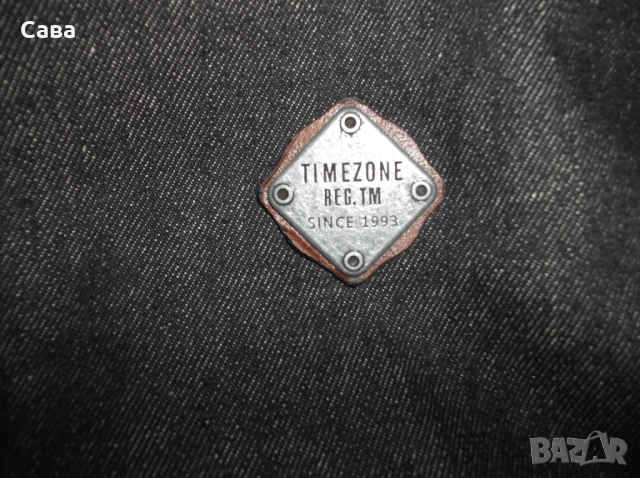 Сава
TIMEZONE
REG. TM
SINCE 1993
BAZAR